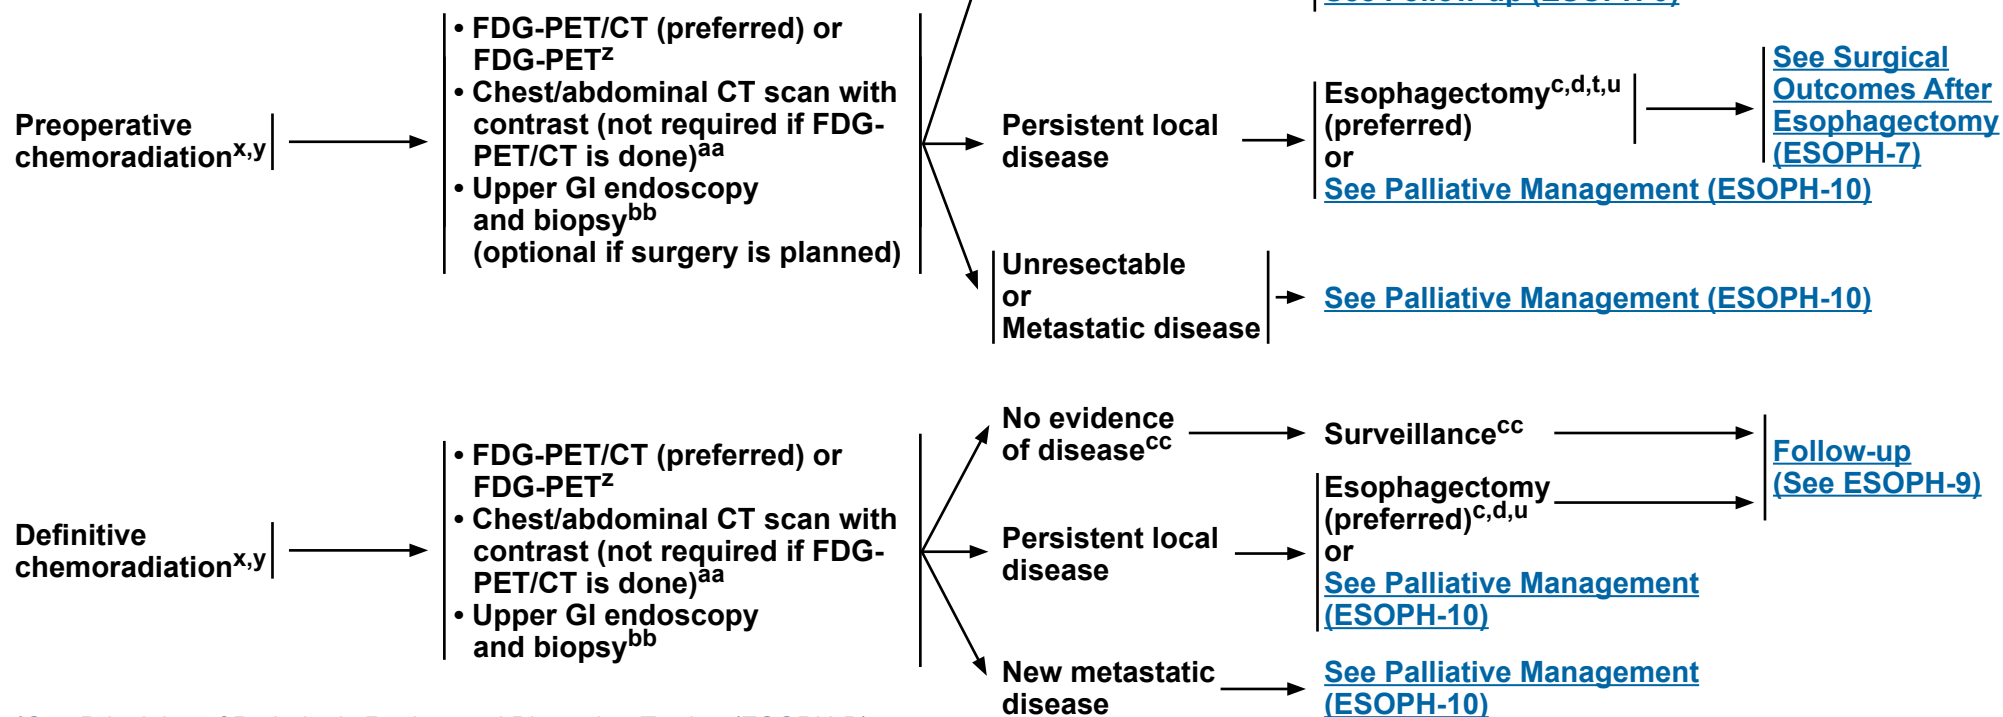 See Follow-up (ESOPH-9)
• FDG-PET/CT (preferred) or
FDG-PETz
• Chest/abdominal CT scan with
contrast (not required if FDG-
PET/CT is done)aa
• Upper GI endoscopy
and biopsybb
(optional if surgery is planned)
Preoperative
chemoradiationx,y
Persistent local
disease
Esophagectomyc,d,t,u
(preferred)
or
See Palliative Management (ESOPH-10)
See Surgical
Outcomes After
Esophagectomy
(ESOPH-7)
Unresectable
or
Metastatic disease
See Palliative Management (ESOPH-10)
Definitive
chemoradiationx,y
• FDG-PET/CT (preferred) or
FDG-PETz
• Chest/abdominal CT scan with
contrast (not required if FDG-
PET/CT is done)aa
• Upper GI endoscopy
and biopsybb
No evidence
of diseasecc
Surveillancecc
Follow-up
(See ESOPH-9)
Persistent local
disease
Esophagectomy
(preferred)c,d,u
or
See Palliative Management
(ESOPH-10)
New metastatic
disease
See Palliative Management
(ESOPH-10)